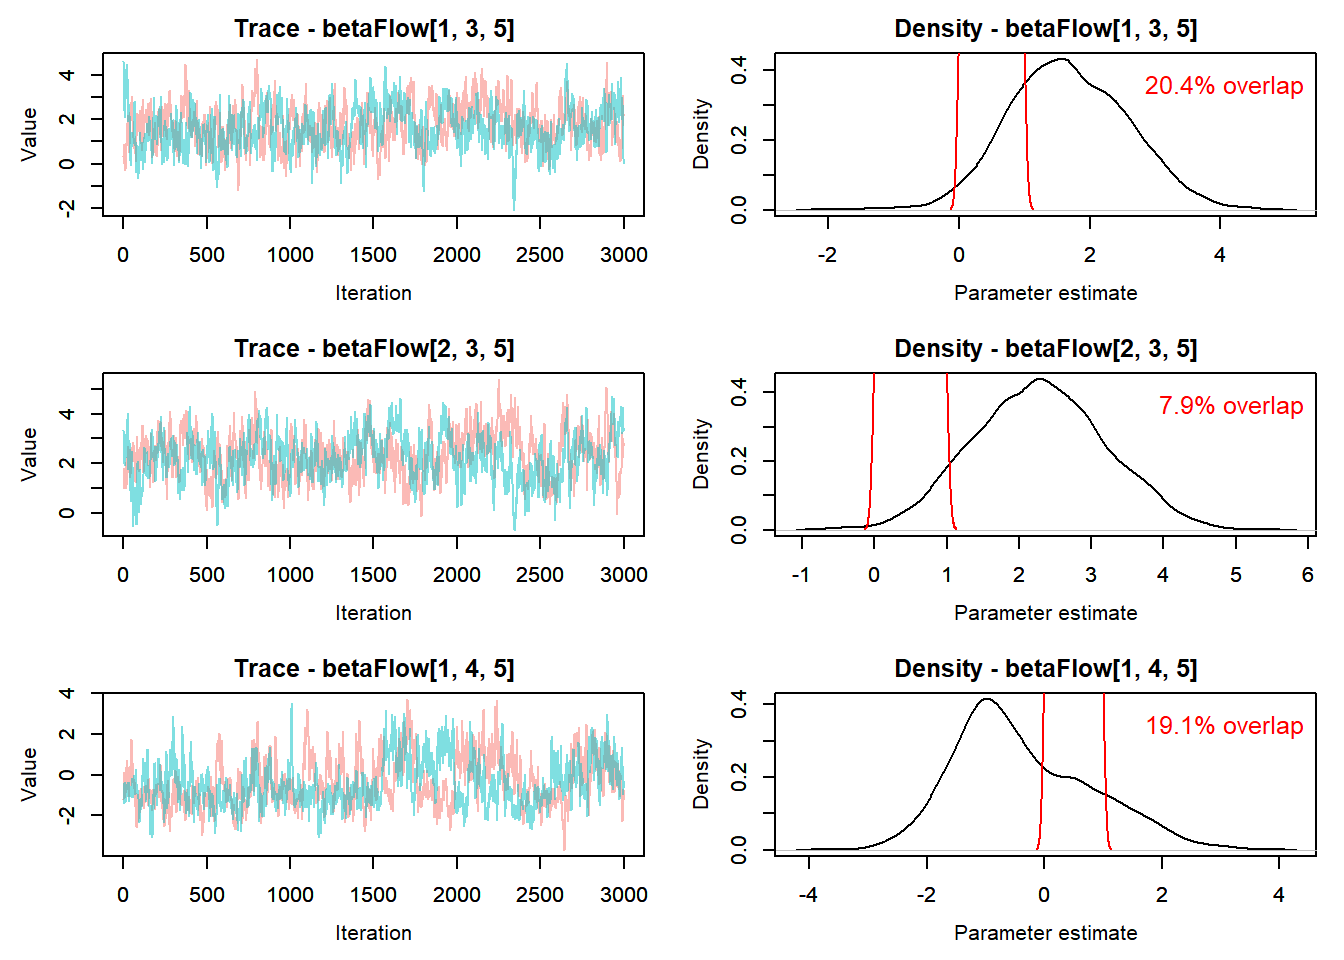 Trace - betaFlow[1, 3, 5]
Value
4
2
0
-2
0 500 1000 1500 2000 2500 3000
Iteration
Density - betaFlow[1, 3, 5]
20.4% overlap
Density
0.4
0.2
0.0
-2 0 2 4
Parameter estimate
Trace - betaFlow[2, 3, 5]
Value
4
2
0
0 500 1000 1500 2000 2500 3000
Iteration
Density - betaFlow[2, 3, 5]
7.9% overlap
Density
0.4
0.2
0.0
-1 0 1 2 3 4 5 6
Parameter estimate
Trace - betaFlow[1, 4, 5]
Value
4
2
0
-2
0 500 1000 1500 2000 2500 3000
Iteration
Density - betaFlow[1, 4, 5]
19.1% overlap
Density
0.4
0.2
0.0
-4 -2 0 2 4
Parameter estimate